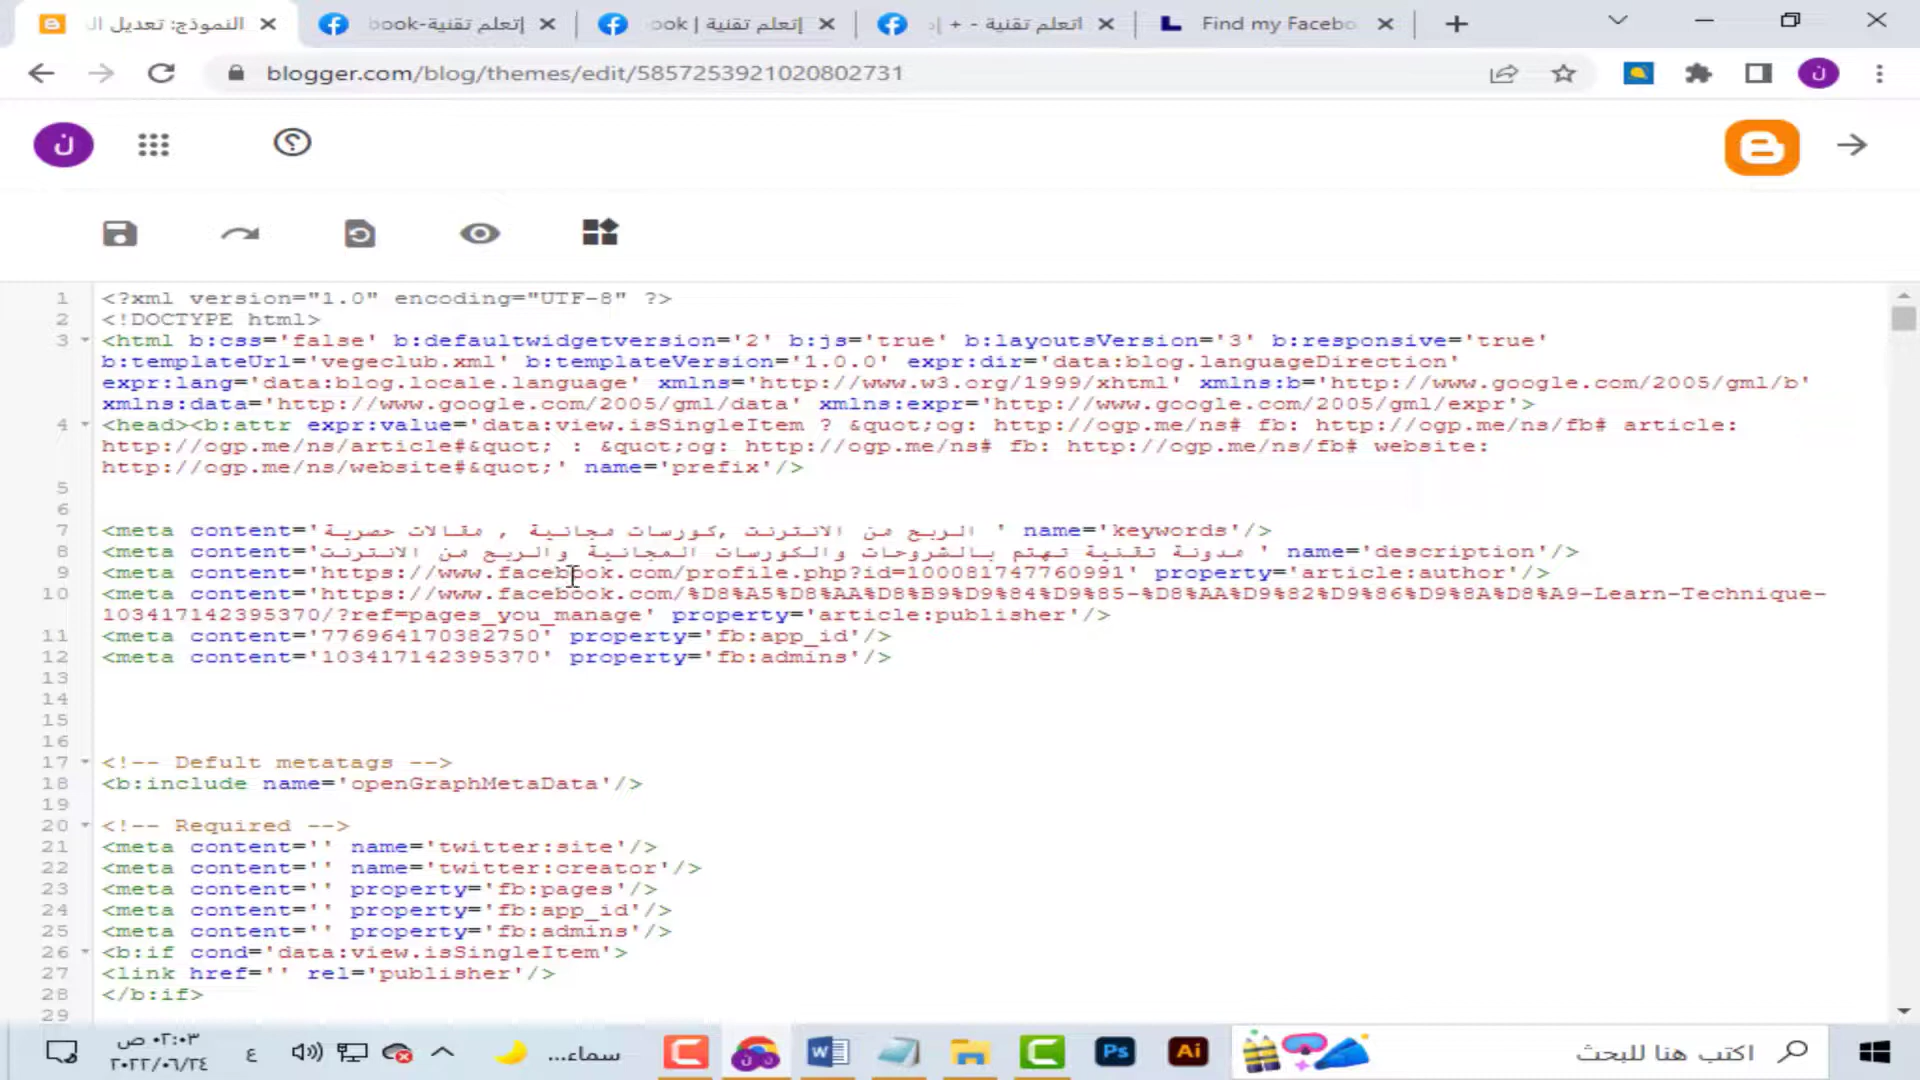 النموذج: تعديل ال
book-إتعلم تقنية
ook | إتعلم تقنية
اتعلم تقنية - + إ
Find my Facebo
blogger.com/blog/themes/edit/5857253921020802731
ن
ن
1 <?xml version="1.0" encoding="UTF-8" ?>
2 <!DOCTYPE html>
3 <html b:css='false' b:defaultwidgetversion='2' b:js='true' b:layoutsVersion='3' b:responsive='true'
b:templateUrl='vegeclub.xml' b:templateVersion='1.0.0' expr:dir='data:blog.languageDirection'
expr:lang='data:blog.locale.language' xmlns='http://www.w3.org/1999/xhtml' xmlns:b='http://www.google.com/2005/gml/b'
xmlns:data='http://www.google.com/2005/gml/data' xmlns:expr='http://www.google.com/2005/gml/expr'>
4 <head><b:attr expr:value='data:view.isSingleItem ? &quot;og: http://ogp.me/ns# fb: http://ogp.me/ns/fb# article:
http://ogp.me/ns/article#&quot; : &quot;og: http://ogp.me/ns# fb: http://ogp.me/ns/fb# website:
http://ogp.me/ns/website#&quot;' name='prefix'/>
5
6
7 <meta content='الربح من الانترنت ,كورسات مجانية , مقالات حصرية ' name='keywords'/>
8 <meta content='مدونة تقنية تهتم بالشروحات والكورسات المجانية والربح من الانترنت ' name='description'/>
9 <meta content='https://www.facebook.com/profile.php?id=100081747760991' property='article:author'/>
10 <meta content='https://www.facebook.com/%D8%A5%D8%AA%D8%B9%D9%84%D9%85-%D8%AA%D9%82%D9%86%D9%8A%D8%A9-Learn-Technique-
103417142395370/?ref=pages_you_manage' property='article:publisher'/>
11 <meta content='776964170382750' property='fb:app_id'/>
12 <meta content='103417142395370' property='fb:admins'/>
13
14
15
16
17 <!-- Defult metatags -->
18 <b:include name='openGraphMetaData'/>
19
20 <!-- Required -->
21 <meta content='' name='twitter:site'/>
22 <meta content='' name='twitter:creator'/>
23 <meta content='' property='fb:pages'/>
24 <meta content='' property='fb:app_id'/>
25 <meta content='' property='fb:admins'/>
26 <b:if cond='data:view.isSingleItem'>
27 <link href='' rel='publisher'/>
28 </b:if>
29
٠٢:٠٣ ص
٢٠٢٢/٠٦/٢٤
ع
سماء...
Ps
Ai
اكتب هنا للبحث